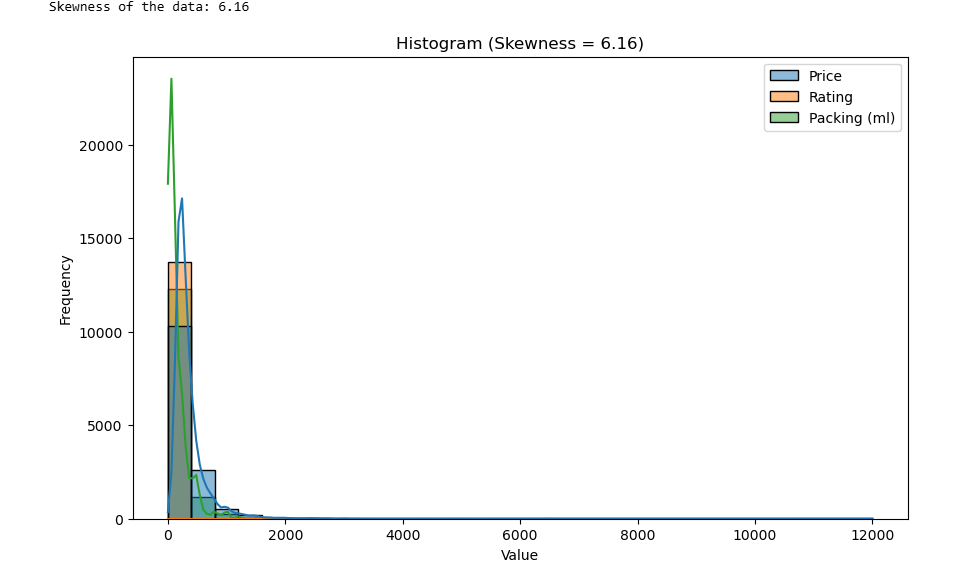 Skewness of the data: 6.16
Histogram (Skewness = 6.16)
Price
Rating
Packing (ml)
20000
15000
10000
5000
0
Frequency
0 2000 4000 6000 8000 10000 12000
Value